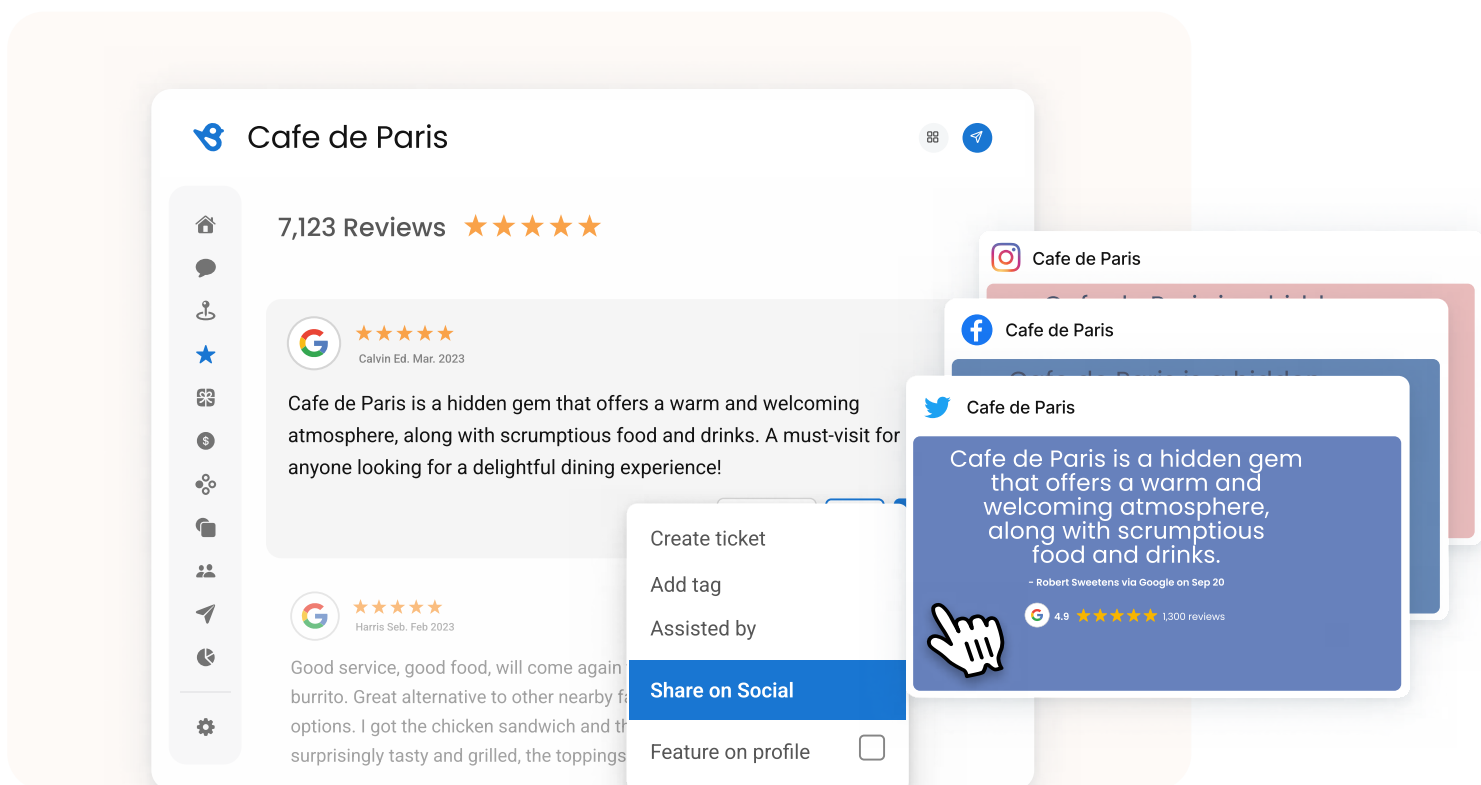 Cafe de Paris
7,123 Reviews
Calvin Ed. Mar. 2023
Cafe de Paris is a hidden gem that offers a warm and welcoming
atmosphere, along with scrumptious food and drinks. A must-visit for
anyone looking for a delightful dining experience!
Harris Seb. Feb 2023
Good service, good food, will come again
burrito. Great alternative to other nearby
options. I got the chicken sandwich and
surprisingly tasty and grilled, the toppings
Create ticket
Add tag
Assisted by
Share on Social
Feature on profile
Cafe de Paris
Cafe de Paris
Cafe de Paris is a hidden
Cafe de Paris
Cafe de Paris is a hidden gem
that offers a warm and
welcoming atmosphere,
along with scrumptious
food and drinks.
- Robert Sweetens via Google on Sep 20
G 4.9 1,300 reviews